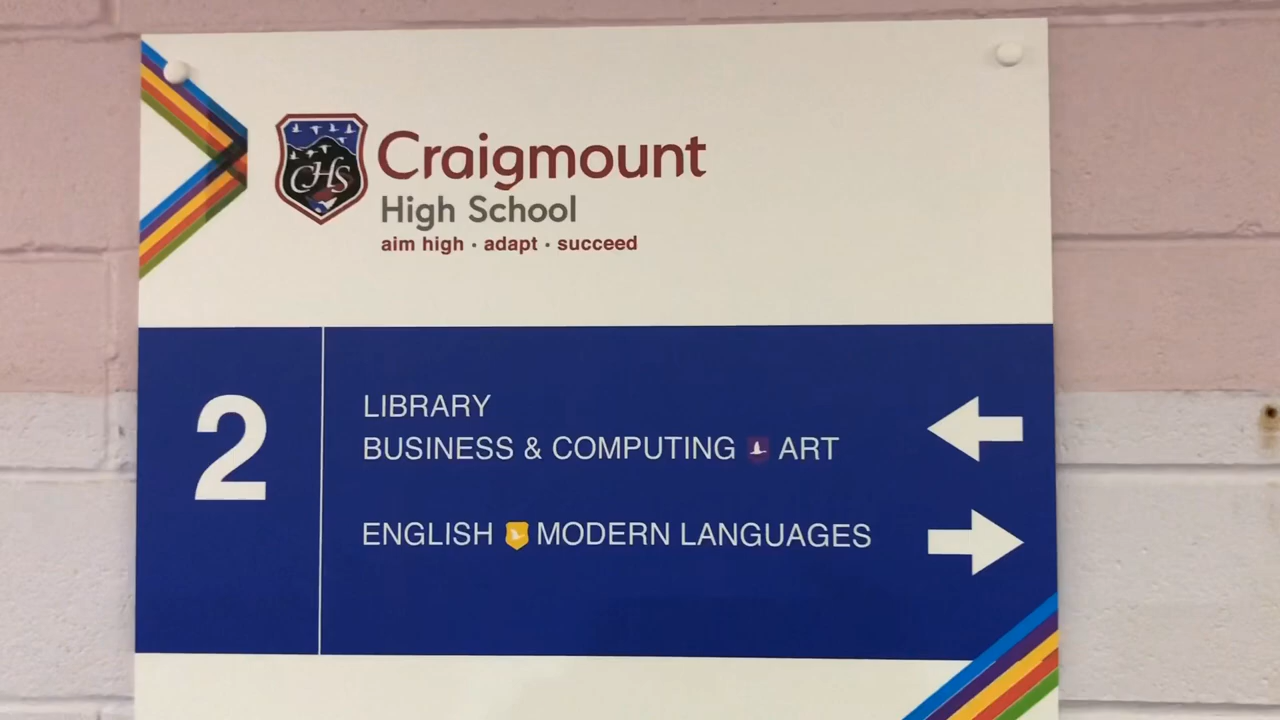 CHS
Craigmount
High School
aim high · adapt · succeed
2
LIBRARY
BUSINESS & COMPUTING ART
ENGLISH MODERN LANGUAGES